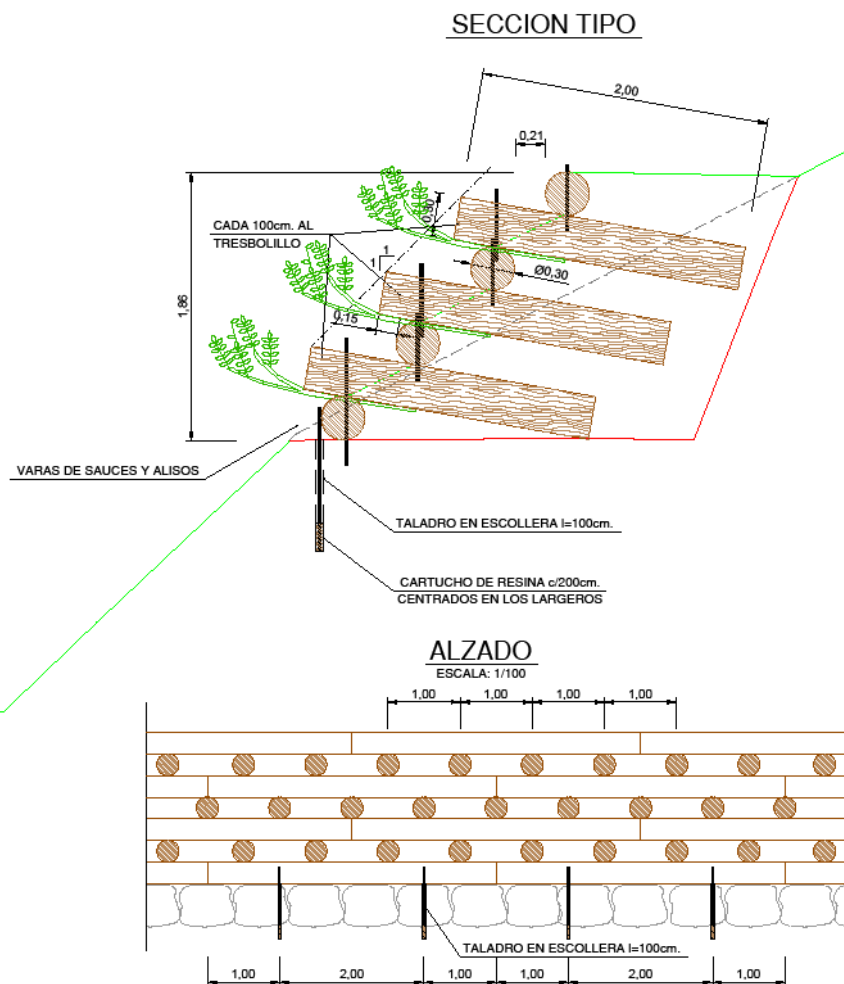 SECCION TIPO
2,00
0,21
0,30
CADA 100cm. AL
TRESBOLILLO
1
1
Ø0,30
1,86
0,15
VARAS DE SAUCES Y ALISOS
TALADRO EN ESCOLLERA l=100cm.
CARTUCHO DE RESINA c/200cm.
CENTRADOS EN LOS LARGEROS
ALZADO
ESCALA: 1/100
1,00 1,00 1,00 1,00
TALADRO EN ESCOLLERA l=100cm.
1,00 2,00 1,00 1,00 2,00 1,00